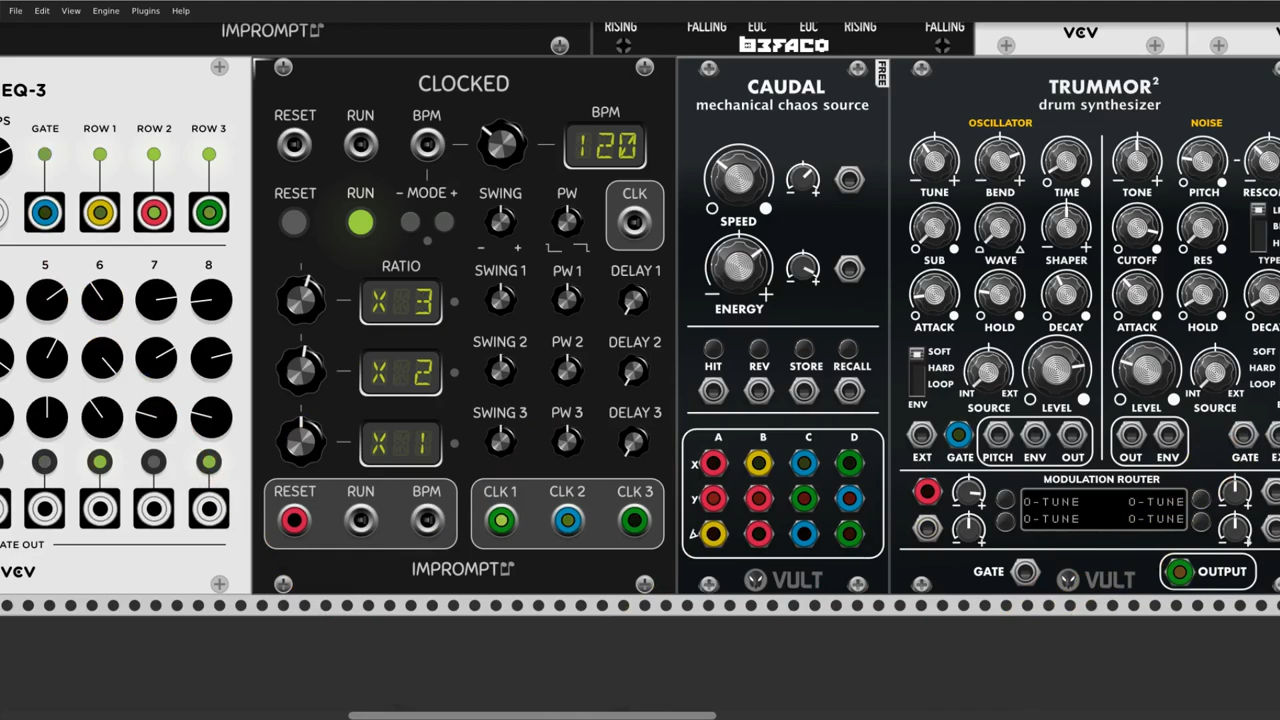 File Edit View Engine Plugins Help
IMPROMPTU
RISING FALLING EUC EUC RISING FALLING
BEFACO
VCV
EQ-3
GATE ROW 1 ROW 2 ROW 3
5 6 7 8
ATE OUT
VCV
CLOCKED
RESET RUN BPM BPM
120
RESET RUN - MODE + SWING PW CLK
- +
RATIO SWING 1 PW 1 DELAY 1
X 3
SWING 2 PW 2 DELAY 2
X 2
SWING 3 PW 3 DELAY 3
X 1
RESET RUN BPM CLK 1 CLK 2 CLK 3
IMPROMPTU
CAUDAL
mechanical chaos source
FREE
SPEED
ENERGY
HIT REV STORE RECALL
A B C D
X
Y
VULT
TRUMMOR²
drum synthesizer
OSCILLATOR NOISE
TUNE BEND TIME TONE PITCH
SUB WAVE SHAPER CUTOFF RES TYPE
ATTACK HOLD DECAY ATTACK HOLD
SOFT
HARD
LOOP
ENV
INT EXT
SOURCE LEVEL LEVEL
INT EXT
SOURCE
SOFT
HARD
LOOP
EXT GATE PITCH ENV OUT OUT ENV GATE
MODULATION ROUTER
0-TUNE 0-TUNE
0-TUNE 0-TUNE
GATE VULT OUTPUT